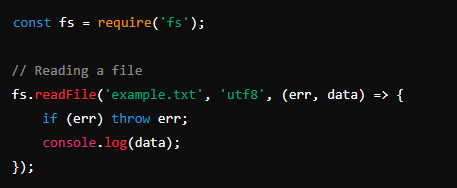 const fs = require('fs');

// Reading a file
fs.readFile('example.txt', 'utf8', (err, data) => {
    if (err) throw err;
    console.log(data);
});